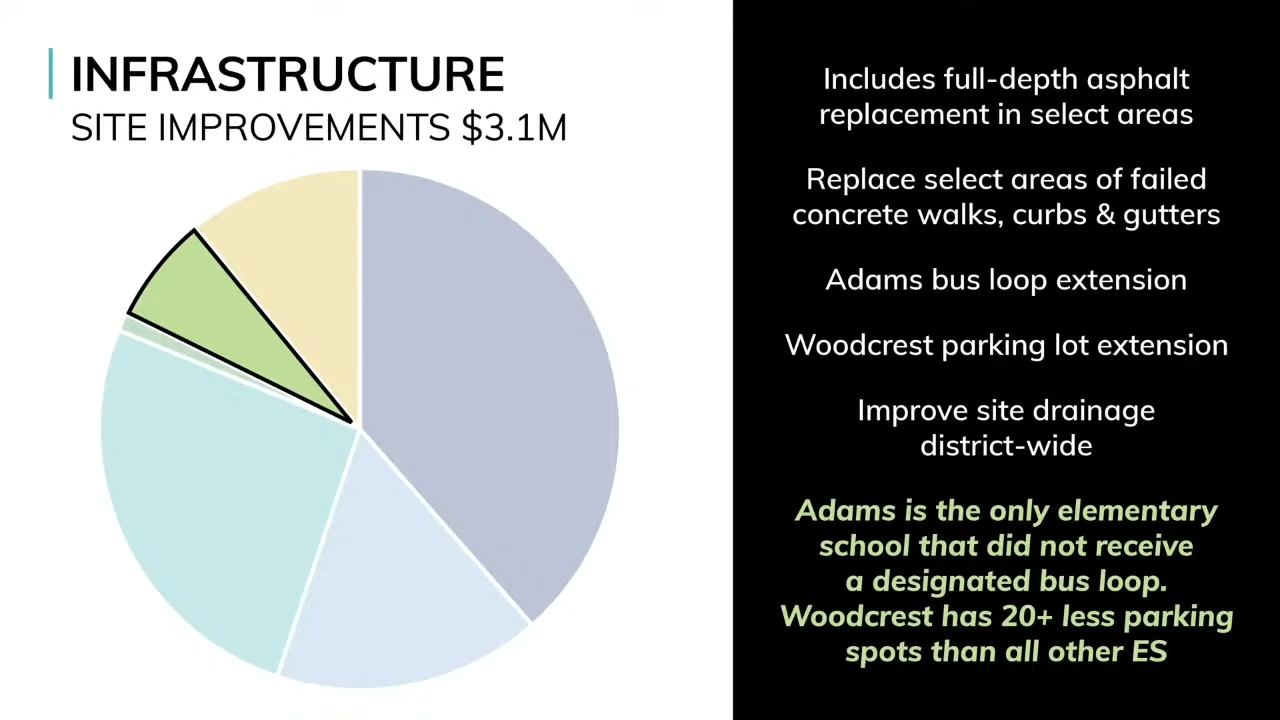 INFRASTRUCTURE
SITE IMPROVEMENTS $3.1M
Includes full-depth asphalt
replacement in select areas
Replace select areas of failed
concrete walks, curbs & gutters
Adams bus loop extension
Woodcrest parking lot extension
Improve site drainage
district-wide
Adams is the only elementary
school that did not receive
a designated bus loop.
Woodcrest has 20+ less parking
spots than all other ES